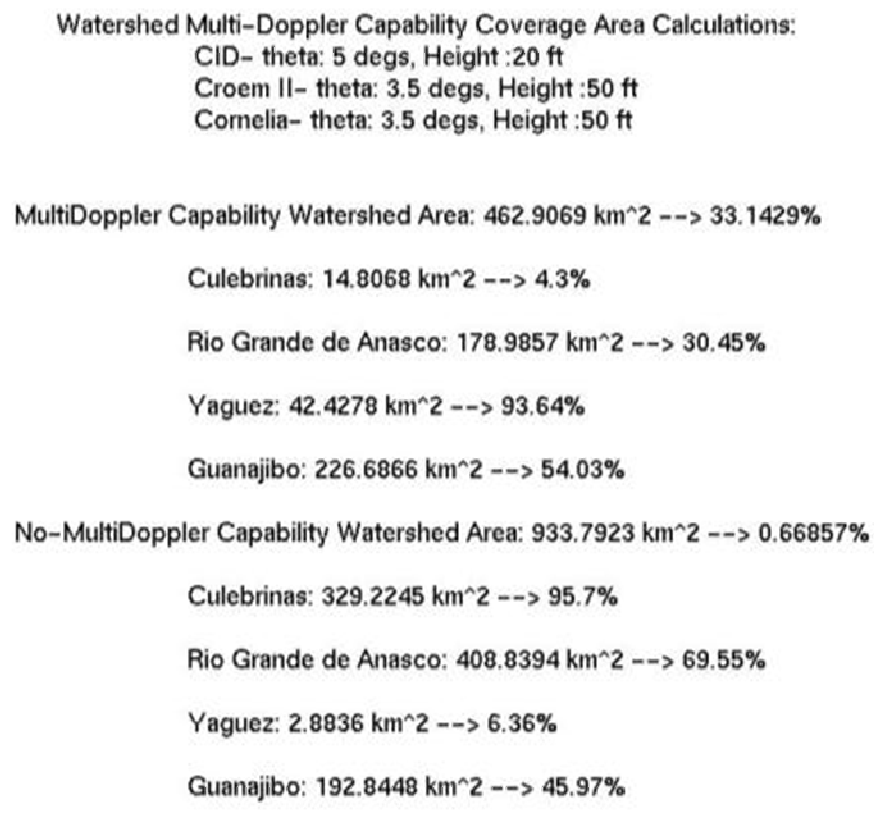 Watershed Multi-Doppler Capability Coverage Area Calculations:
CID- theta: 5 degs, Height :20 ft
Croem II- theta: 3.5 degs, Height :50 ft
Cornelia- theta: 3.5 degs, Height :50 ft
MultiDoppler Capability Watershed Area: 462.9069 km^2 --> 33.1429%
Culebrinas: 14.8068 km^2 --> 4.3%
Rio Grande de Anasco: 178.9857 km^2 --> 30.45%
Yaguez: 42.4278 km^2 --> 93.64%
Guanajibo: 226.6866 km^2 --> 54.03%
No-MultiDoppler Capability Watershed Area: 933.7923 km^2 --> 0.66857%
Culebrinas: 329.2245 km^2 --> 95.7%
Rio Grande de Anasco: 408.8394 km^2 --> 69.55%
Yaguez: 2.8836 km^2 --> 6.36%
Guanajibo: 192.8448 km^2 --> 45.97%